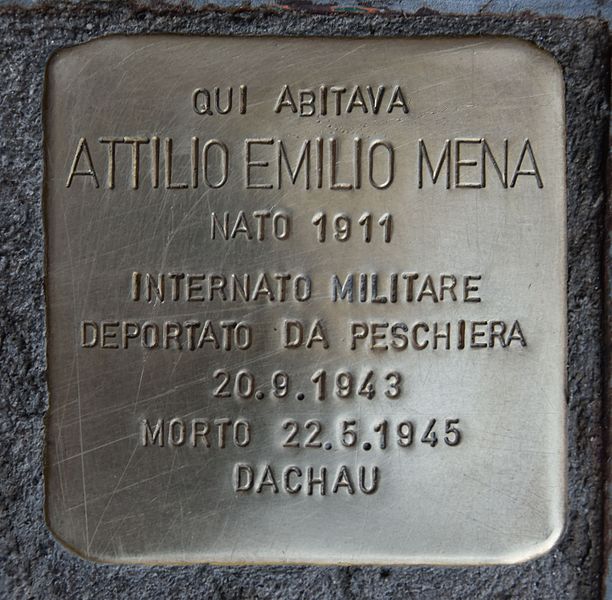 QUI ABITAVA
ATTILIO EMILIO MENA
NATO 1911
INTERNATO MILITARE
DEPORTATO DA PESCHIERA
20.9.1943
MORTO 22.5.1945
DACHAU